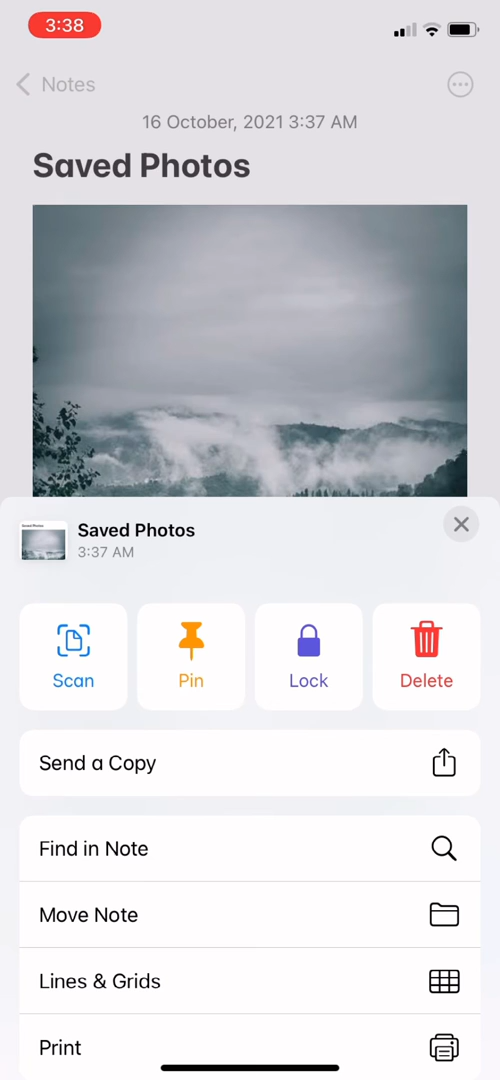 3:38
Notes
16 October, 2021 3:37 AM
Saved Photos
Saved Photos
3:37 AM
Scan
Pin
Lock
Delete
Send a Copy
Find in Note
Move Note
Lines & Grids
Print